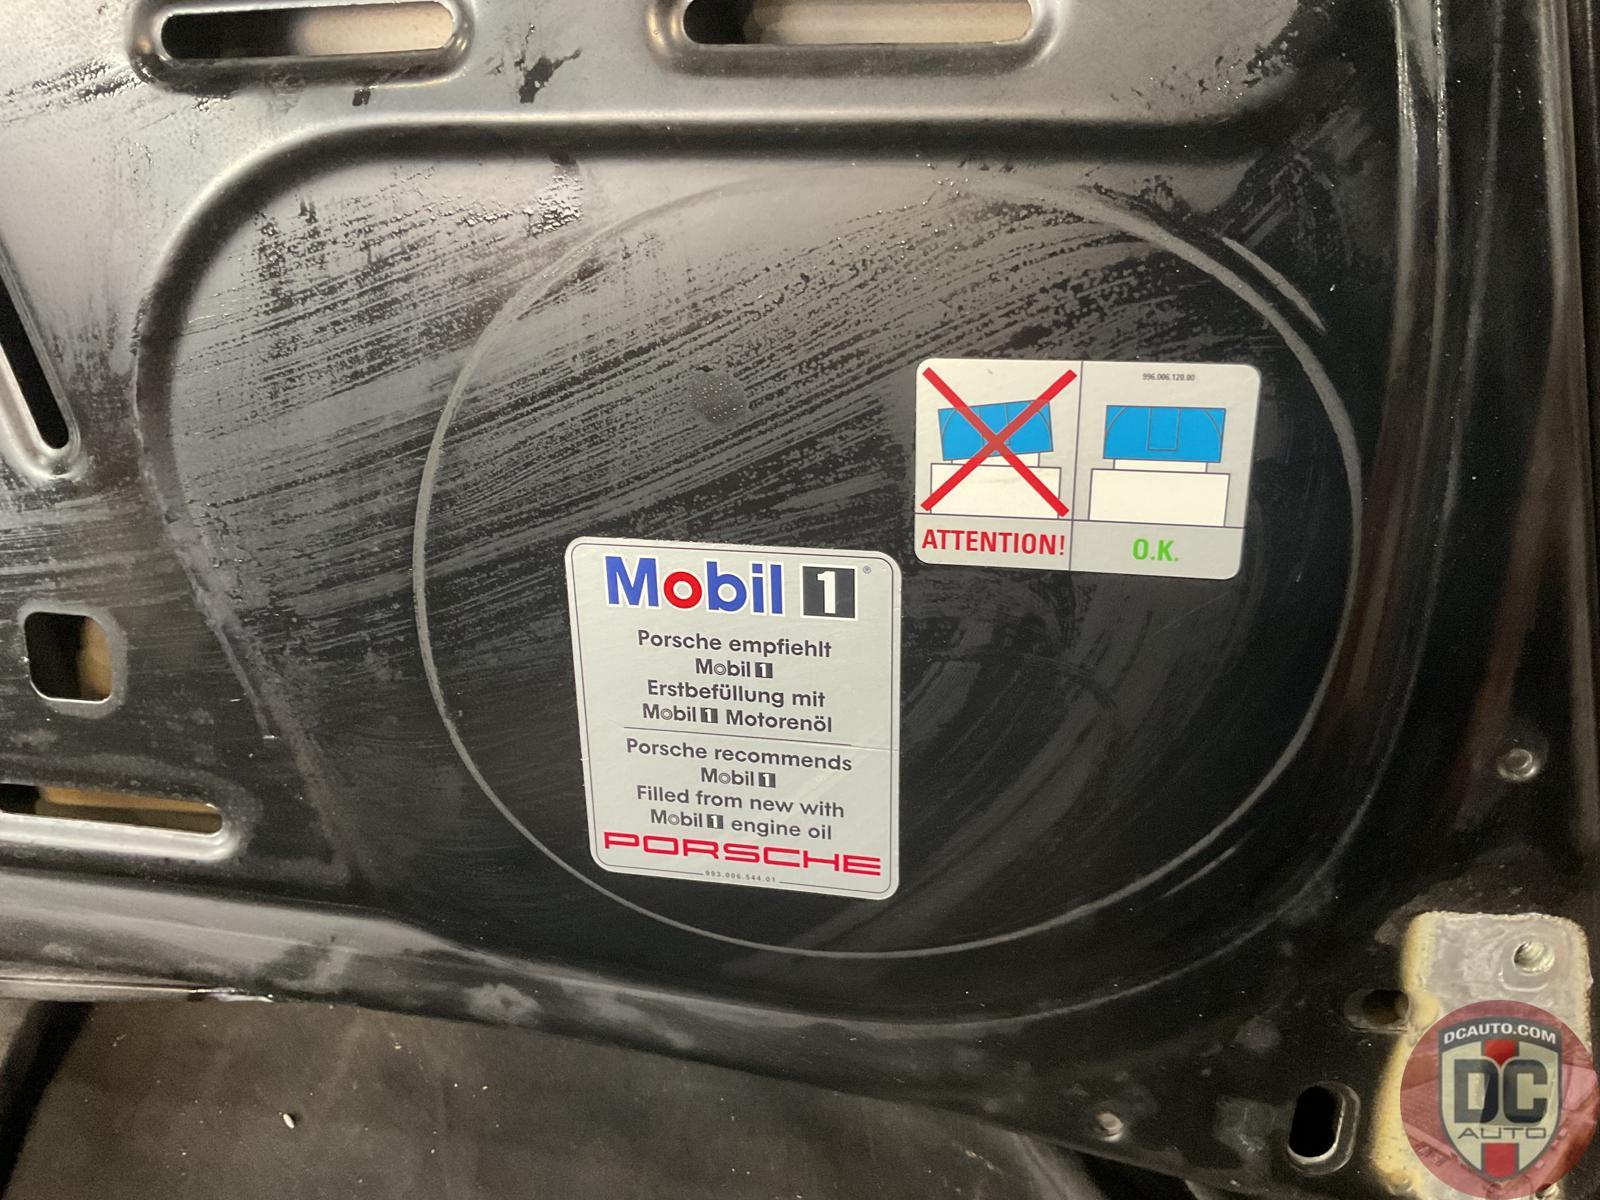 Mobil 1®
Porsche empfiehlt
Mobil 1
Erstbefüllung mit
Mobil 1 Motorenöl
Porsche recommends
Mobil 1
Filled from new with
Mobil 1 engine oil
PORSCHE
993.006.544.01
996.006.120.00
ATTENTION!
O.K.
DCAUTO.COM
DC
AUTO